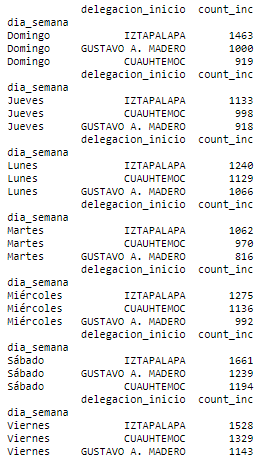 delegacion_inicio count_inc
dia_semana
Domingo IZTAPALAPA 1463
Domingo GUSTAVO A. MADERO 1000
Domingo CUAUHTEMOC 919
delegacion_inicio count_inc
dia_semana
Jueves IZTAPALAPA 1133
Jueves CUAUHTEMOC 998
Jueves GUSTAVO A. MADERO 918
delegacion_inicio count_inc
dia_semana
Lunes IZTAPALAPA 1240
Lunes CUAUHTEMOC 1129
Lunes GUSTAVO A. MADERO 1066
delegacion_inicio count_inc
dia_semana
Martes IZTAPALAPA 1062
Martes CUAUHTEMOC 970
Martes GUSTAVO A. MADERO 816
delegacion_inicio count_inc
dia_semana
Miércoles IZTAPALAPA 1275
Miércoles CUAUHTEMOC 1136
Miércoles GUSTAVO A. MADERO 992
delegacion_inicio count_inc
dia_semana
Sábado IZTAPALAPA 1661
Sábado GUSTAVO A. MADERO 1239
Sábado CUAUHTEMOC 1194
delegacion_inicio count_inc
dia_semana
Viernes IZTAPALAPA 1528
Viernes CUAUHTEMOC 1329
Viernes GUSTAVO A. MADERO 1143